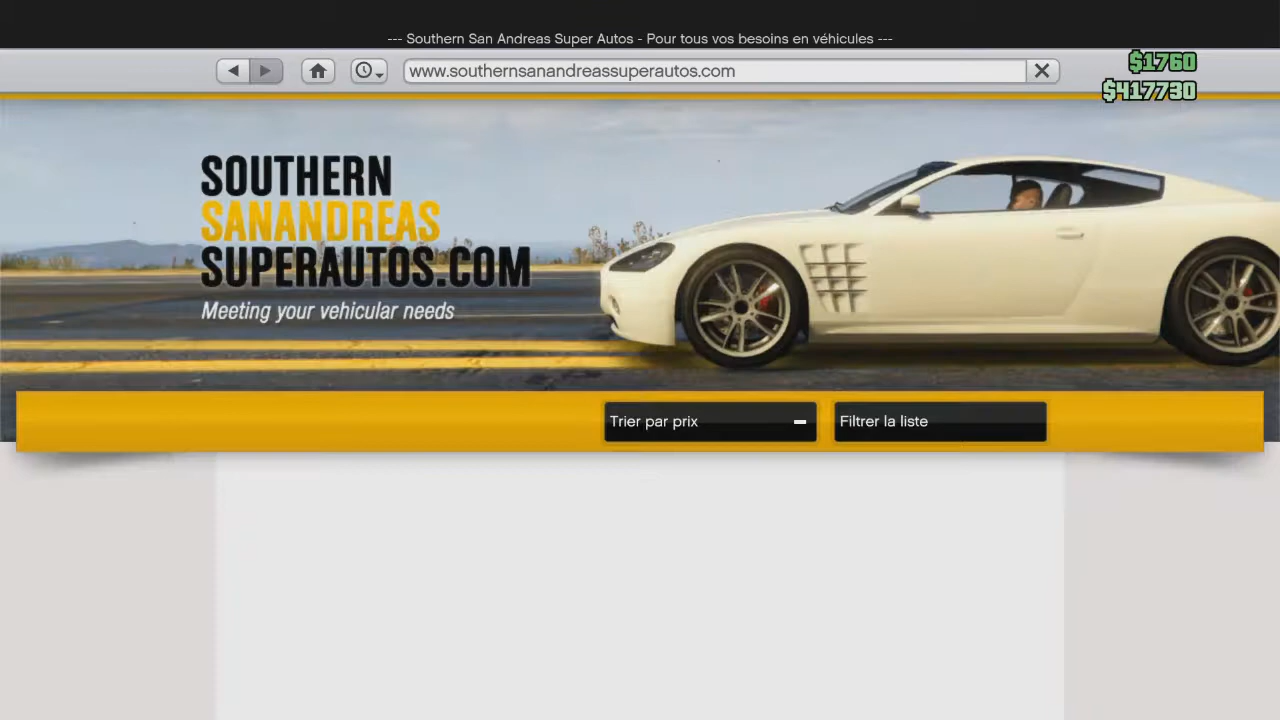 --- Southern San Andreas Super Autos - Pour tous vos besoins en véhicules ---
www.southernsanandreassuperautos.com
$1760
$417730
SOUTHERN
SANANDREAS
SUPERAUTOS.COM
Meeting your vehicular needs
Trier par prix
Filtrer la liste